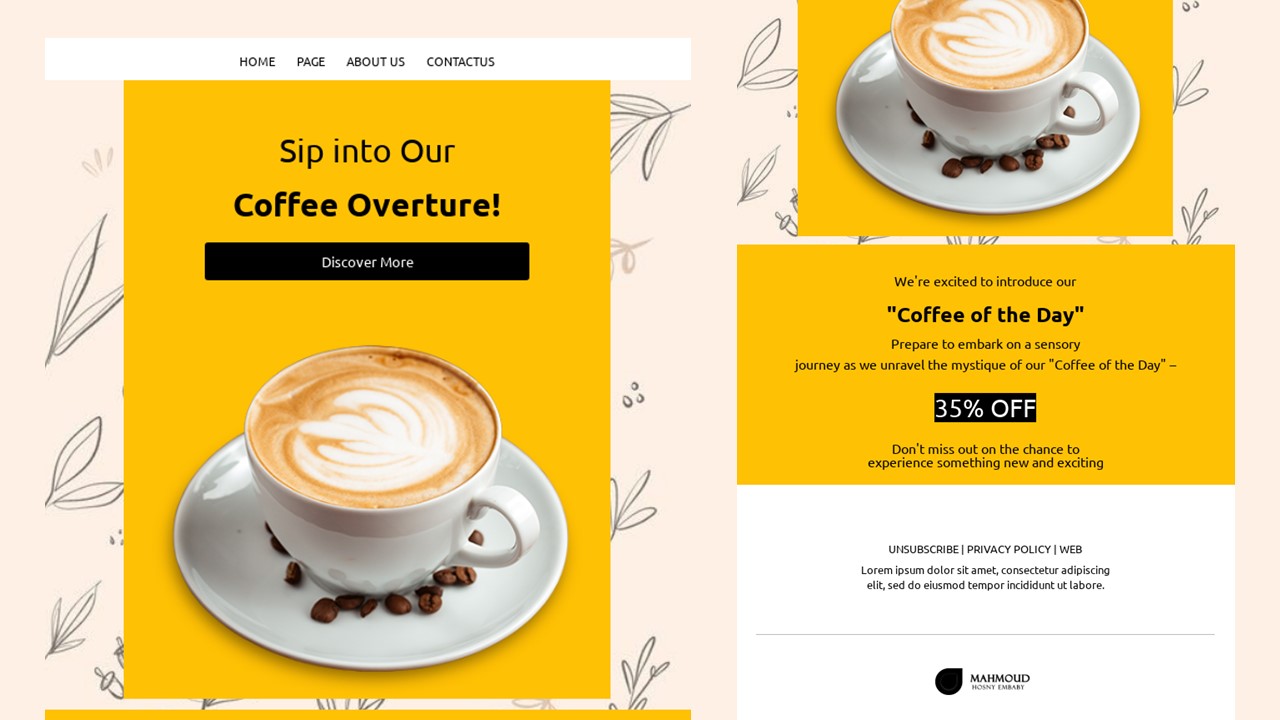 HOME PAGE ABOUT US CONTACTUS
Sip into Our
Coffee Overture!
Discover More
We're excited to introduce our
"Coffee of the Day"
Prepare to embark on a sensory
journey as we unravel the mystique of our "Coffee of the Day" –
35% OFF
Don't miss out on the chance to
experience something new and exciting
UNSUBSCRIBE | PRIVACY POLICY | WEB
Lorem ipsum dolor sit amet, consectetur adipiscing
elit, sed do eiusmod tempor incididunt ut labore.
MAHMOUD
HOSNY EMBABY